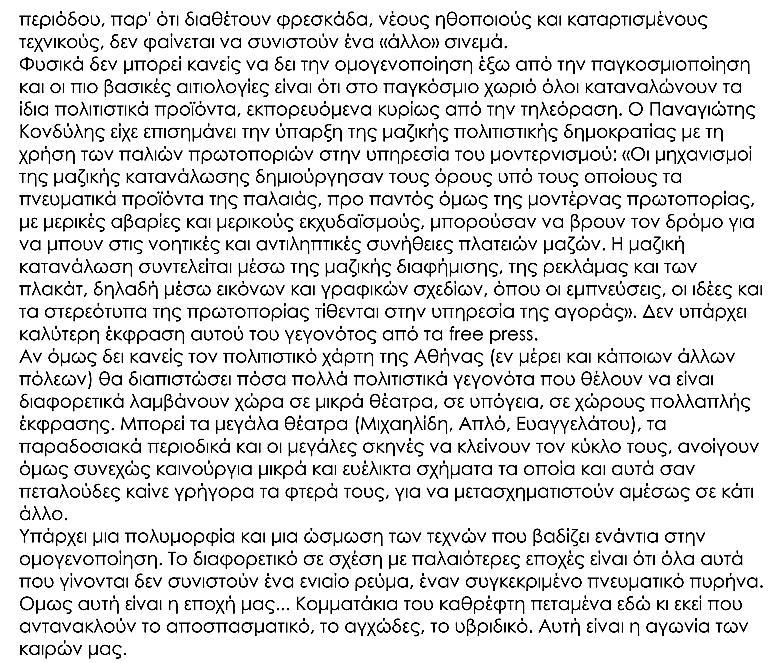 περιόδου, παρ' ότι διαθέτουν φρεσκάδα, νέους ηθοποιούς και καταρτισμένους
τεχνικούς, δεν φαίνεται να συνιστούν ένα «άλλο» σινεμά.
Φυσικά δεν μπορεί κανείς να δει την ομογενοποίηση έξω από την παγκοσμιοποίηση
και οι πιο βασικές αιτιολογίες είναι ότι στο παγκόσμιο χωριό όλοι καταναλώνουν τα
ίδια πολιτιστικά προϊόντα, εκπορευόμενα κυρίως από την τηλεόραση. Ο Παναγιώτης
Κονδύλης είχε επισημάνει την ύπαρξη της μαζικής πολιτιστικής δημοκρατίας με τη
χρήση των παλιών πρωτοποριών στην υπηρεσία του μοντερνισμού: «Οι μηχανισμοί
της μαζικής κατανάλωσης δημιούργησαν τους όρους υπό τους οποίους τα
πνευματικά προϊόντα της παλαιάς, προ παντός όμως της μοντέρνας πρωτοπορίας,
με μερικές αβαρίες και μερικούς εκχυδαϊσμούς, μπορούσαν να βρουν τον δρόμο για
να μπουν στις νοητικές και αντιληπτικές συνήθειες πλατειών μαζών. Η μαζική
κατανάλωση συντελείται μέσω της μαζικής διαφήμισης, της ρεκλάμας και των
πλακάτ, δηλαδή μέσω εικόνων και γραφικών σχεδίων, όπου οι εμπνεύσεις, οι ιδέες και
τα στερεότυπα της πρωτοπορίας τίθενται στην υπηρεσία της αγοράς». Δεν υπάρχει
καλύτερη έκφραση αυτού του γεγονότος από τα free press.
Αν όμως δει κανείς τον πολιτιστικό χάρτη της Αθήνας (εν μέρει και κάποιων άλλων
πόλεων) θα διαπιστώσει πόσα πολλά πολιτιστικά γεγονότα που θέλουν να είναι
διαφορετικά λαμβάνουν χώρα σε μικρά θέατρα, σε υπόγεια, σε χώρους πολλαπλής
έκφρασης. Μπορεί τα μεγάλα θέατρα (Μιχαηλίδη, Απλό, Ευαγγελάτου), τα
παραδοσιακά περιοδικά και οι μεγάλες σκηνές να κλείνουν τον κύκλο τους, ανοίγουν
όμως συνεχώς καινούργια μικρά και ευέλικτα σχήματα τα οποία και αυτά σαν
πεταλούδες καίνε γρήγορα τα φτερά τους, για να μετασχηματιστούν αμέσως σε κάτι
άλλο.
Υπάρχει μια πολυμορφία και μια ώσμωση των τεχνών που βαδίζει ενάντια στην
ομογενοποίηση. Το διαφορετικό σε σχέση με παλαιότερες εποχές είναι ότι όλα αυτά
που γίνονται δεν συνιστούν ένα ενιαίο ρεύμα, έναν συγκεκριμένο πνευματικό πυρήνα.
Ομως αυτή είναι η εποχή μας... Κομματάκια του καθρέφτη πεταμένα εδώ κι εκεί που
αντανακλούν το αποσπασματικό, το αγχώδες, το υβριδικό. Αυτή είναι η αγωνία των
καιρών μας.